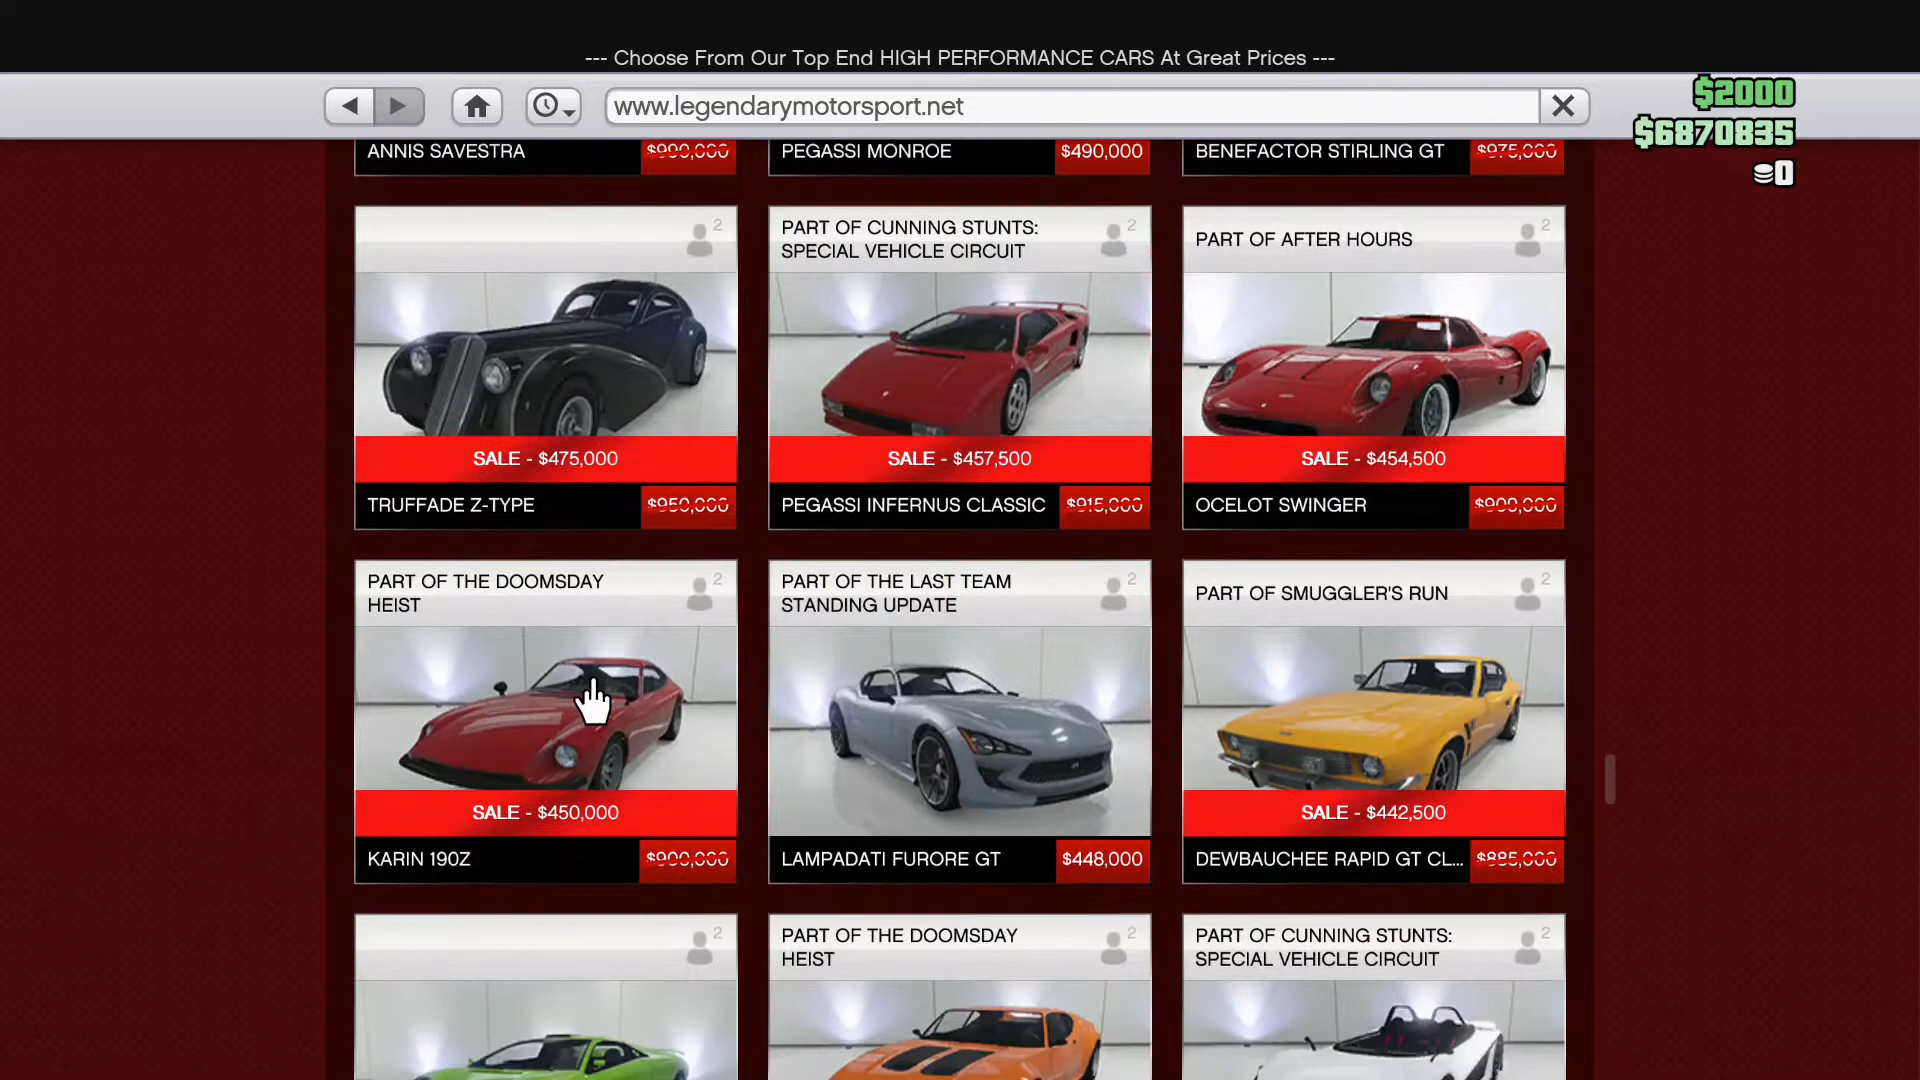 --- Choose From Our Top End HIGH PERFORMANCE CARS At Great Prices ---
www.legendarymotorsport.net
$2000
$6870835
0
ANNIS SAVESTRA $990,000
PEGASSI MONROE $490,000
BENEFACTOR STIRLING GT $975,000
2
PART OF CUNNING STUNTS:
SPECIAL VEHICLE CIRCUIT
2
PART OF AFTER HOURS
2
SALE - $475,000
SALE - $457,500
SALE - $454,500
TRUFFADE Z-TYPE $950,000
PEGASSI INFERNUS CLASSIC $915,000
OCELOT SWINGER $909,000
PART OF THE DOOMSDAY
HEIST
2
PART OF THE LAST TEAM
STANDING UPDATE
2
PART OF SMUGGLER'S RUN
2
SALE - $450,000
SALE - $442,500
KARIN 190Z $900,000
LAMPADATI FURORE GT $448,000
DEWBAUCHEE RAPID GT CL... $885,000
2
PART OF THE DOOMSDAY
HEIST
2
PART OF CUNNING STUNTS:
SPECIAL VEHICLE CIRCUIT
2